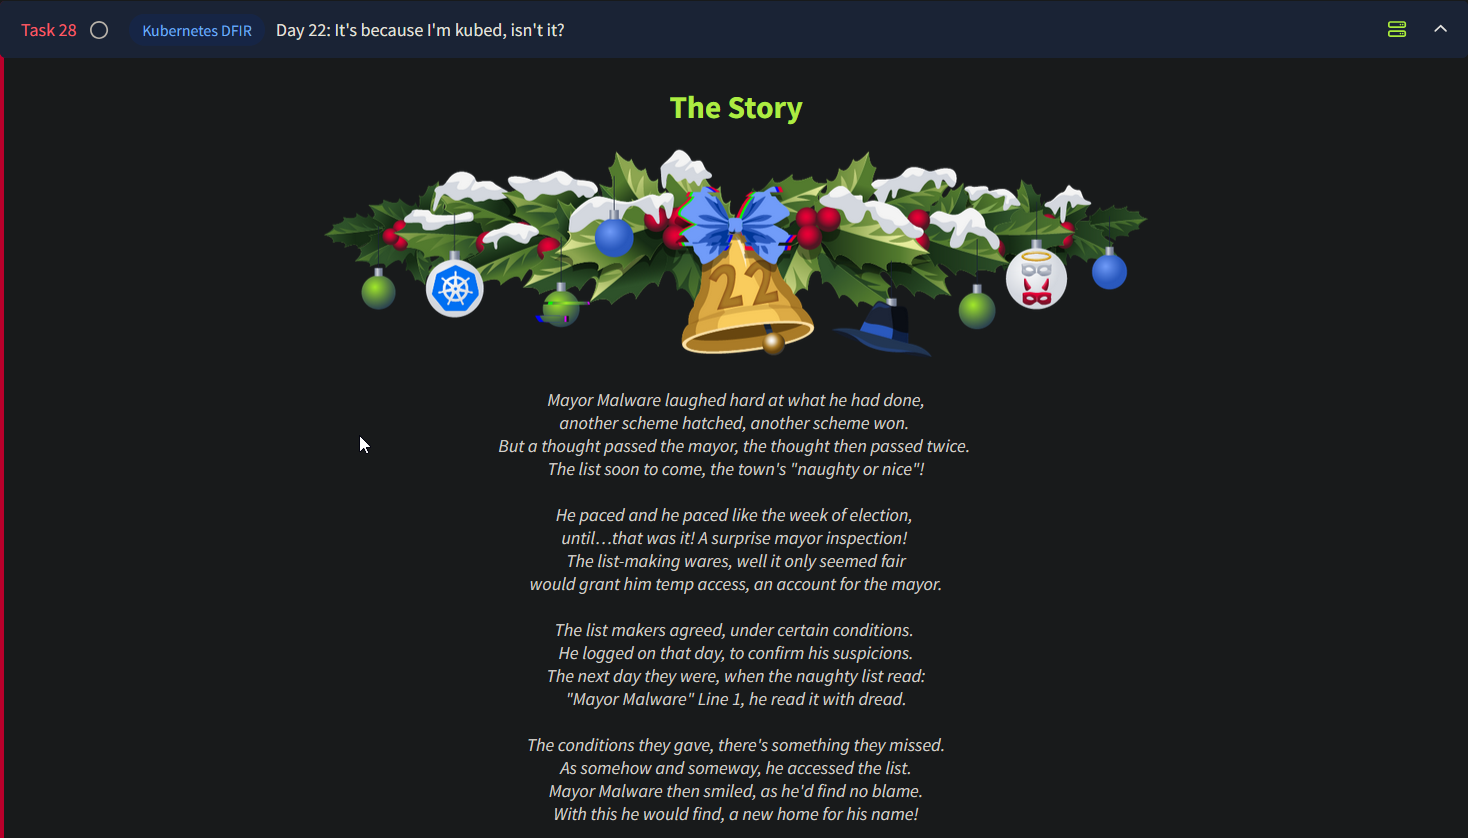 Task 28 Kubernetes DFIR Day 22: It's because I'm kubed, isn't it?
The Story
22
Mayor Malware laughed hard at what he had done,
another scheme hatched, another scheme won.
But a thought passed the mayor, the thought then passed twice.
The list soon to come, the town's "naughty or nice"!
He paced and he paced like the week of election,
until…that was it! A surprise mayor inspection!
The list-making wares, well it only seemed fair
would grant him temp access, an account for the mayor.
The list makers agreed, under certain conditions.
He logged on that day, to confirm his suspicions.
The next day they were, when the naughty list read:
"Mayor Malware" Line 1, he read it with dread.
The conditions they gave, there's something they missed.
As somehow and someway, he accessed the list.
Mayor Malware then smiled, as he'd find no blame.
With this he would find, a new home for his name!